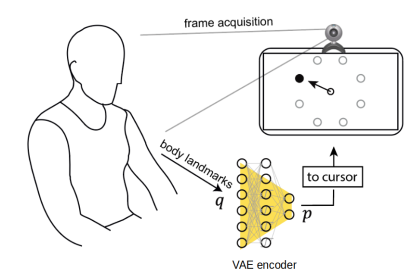 frame acquisition
body landmarks
q
p
to cursor
VAE encoder